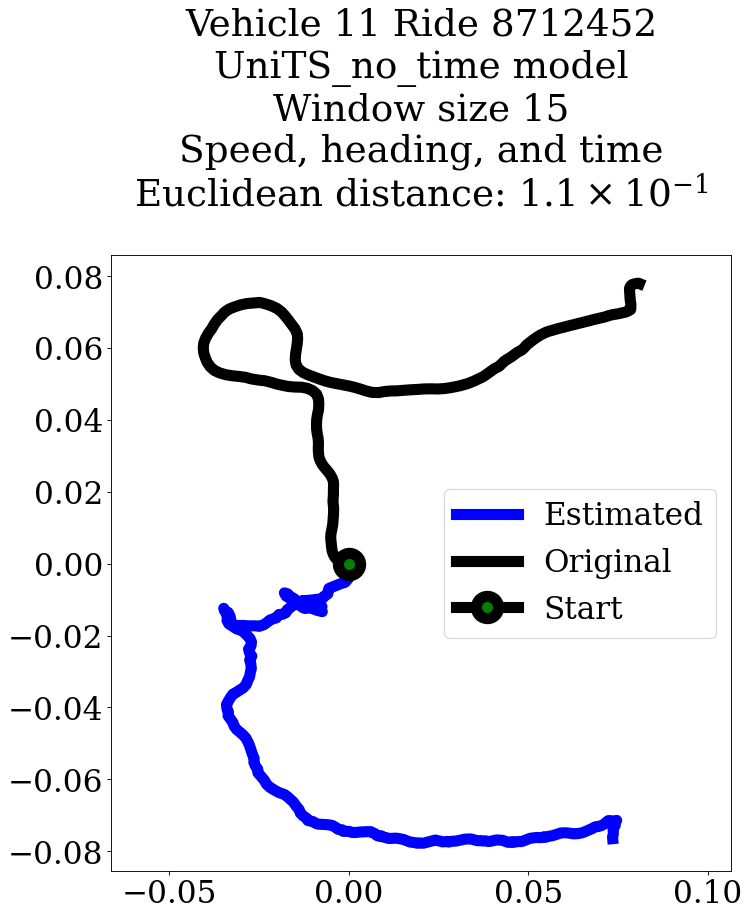 Vehicle 11 Ride 8712452
UniTS_no_time model
Window size 15
Speed, heading, and time
Euclidean distance: 1.1 × 10⁻¹
0.08
0.06
0.04
0.02
0.00
−0.02
−0.04
−0.06
−0.08
Estimated
Original
Start
−0.05 0.00 0.05 0.10